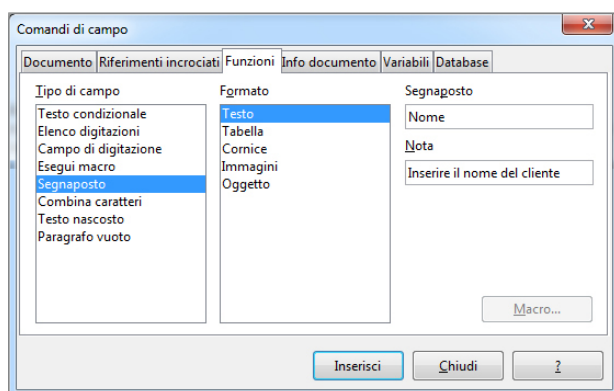 Comandi di campo
Documento Riferimenti incrociati Funzioni Info documento Variabili Database
Tipo di campo
Testo condizionale
Elenco digitazioni
Campo di digitazione
Esegui macro
Segnaposto
Combina caratteri
Testo nascosto
Paragrafo vuoto
Formato
Testo
Tabella
Cornice
Immagini
Oggetto
Segnaposto
Nome
Nota
Inserire il nome del cliente
Macro...
Inserisci Chiudi ?